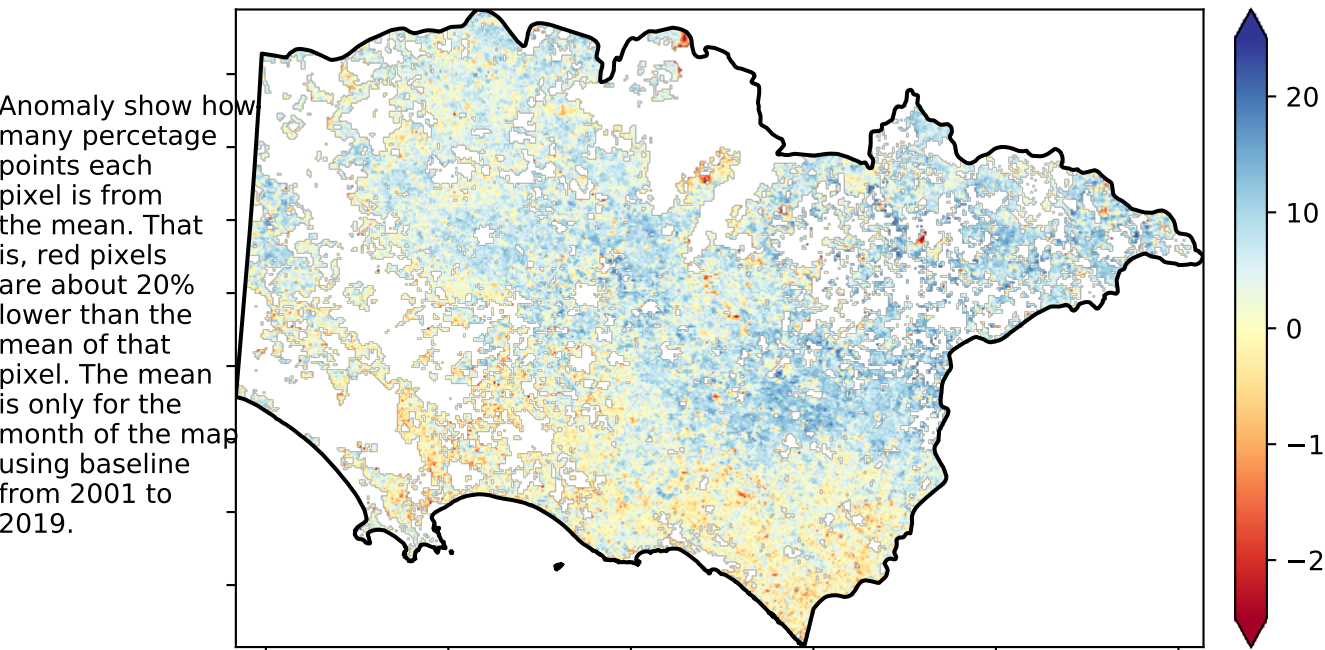 Anomaly show how
many percetage
points each
pixel is from
the mean. That
is, red pixels
are about 20%
lower than the
mean of that
pixel. The mean
is only for the
month of the map
using baseline
from 2001 to
2019.
20
10
0
−1
−2